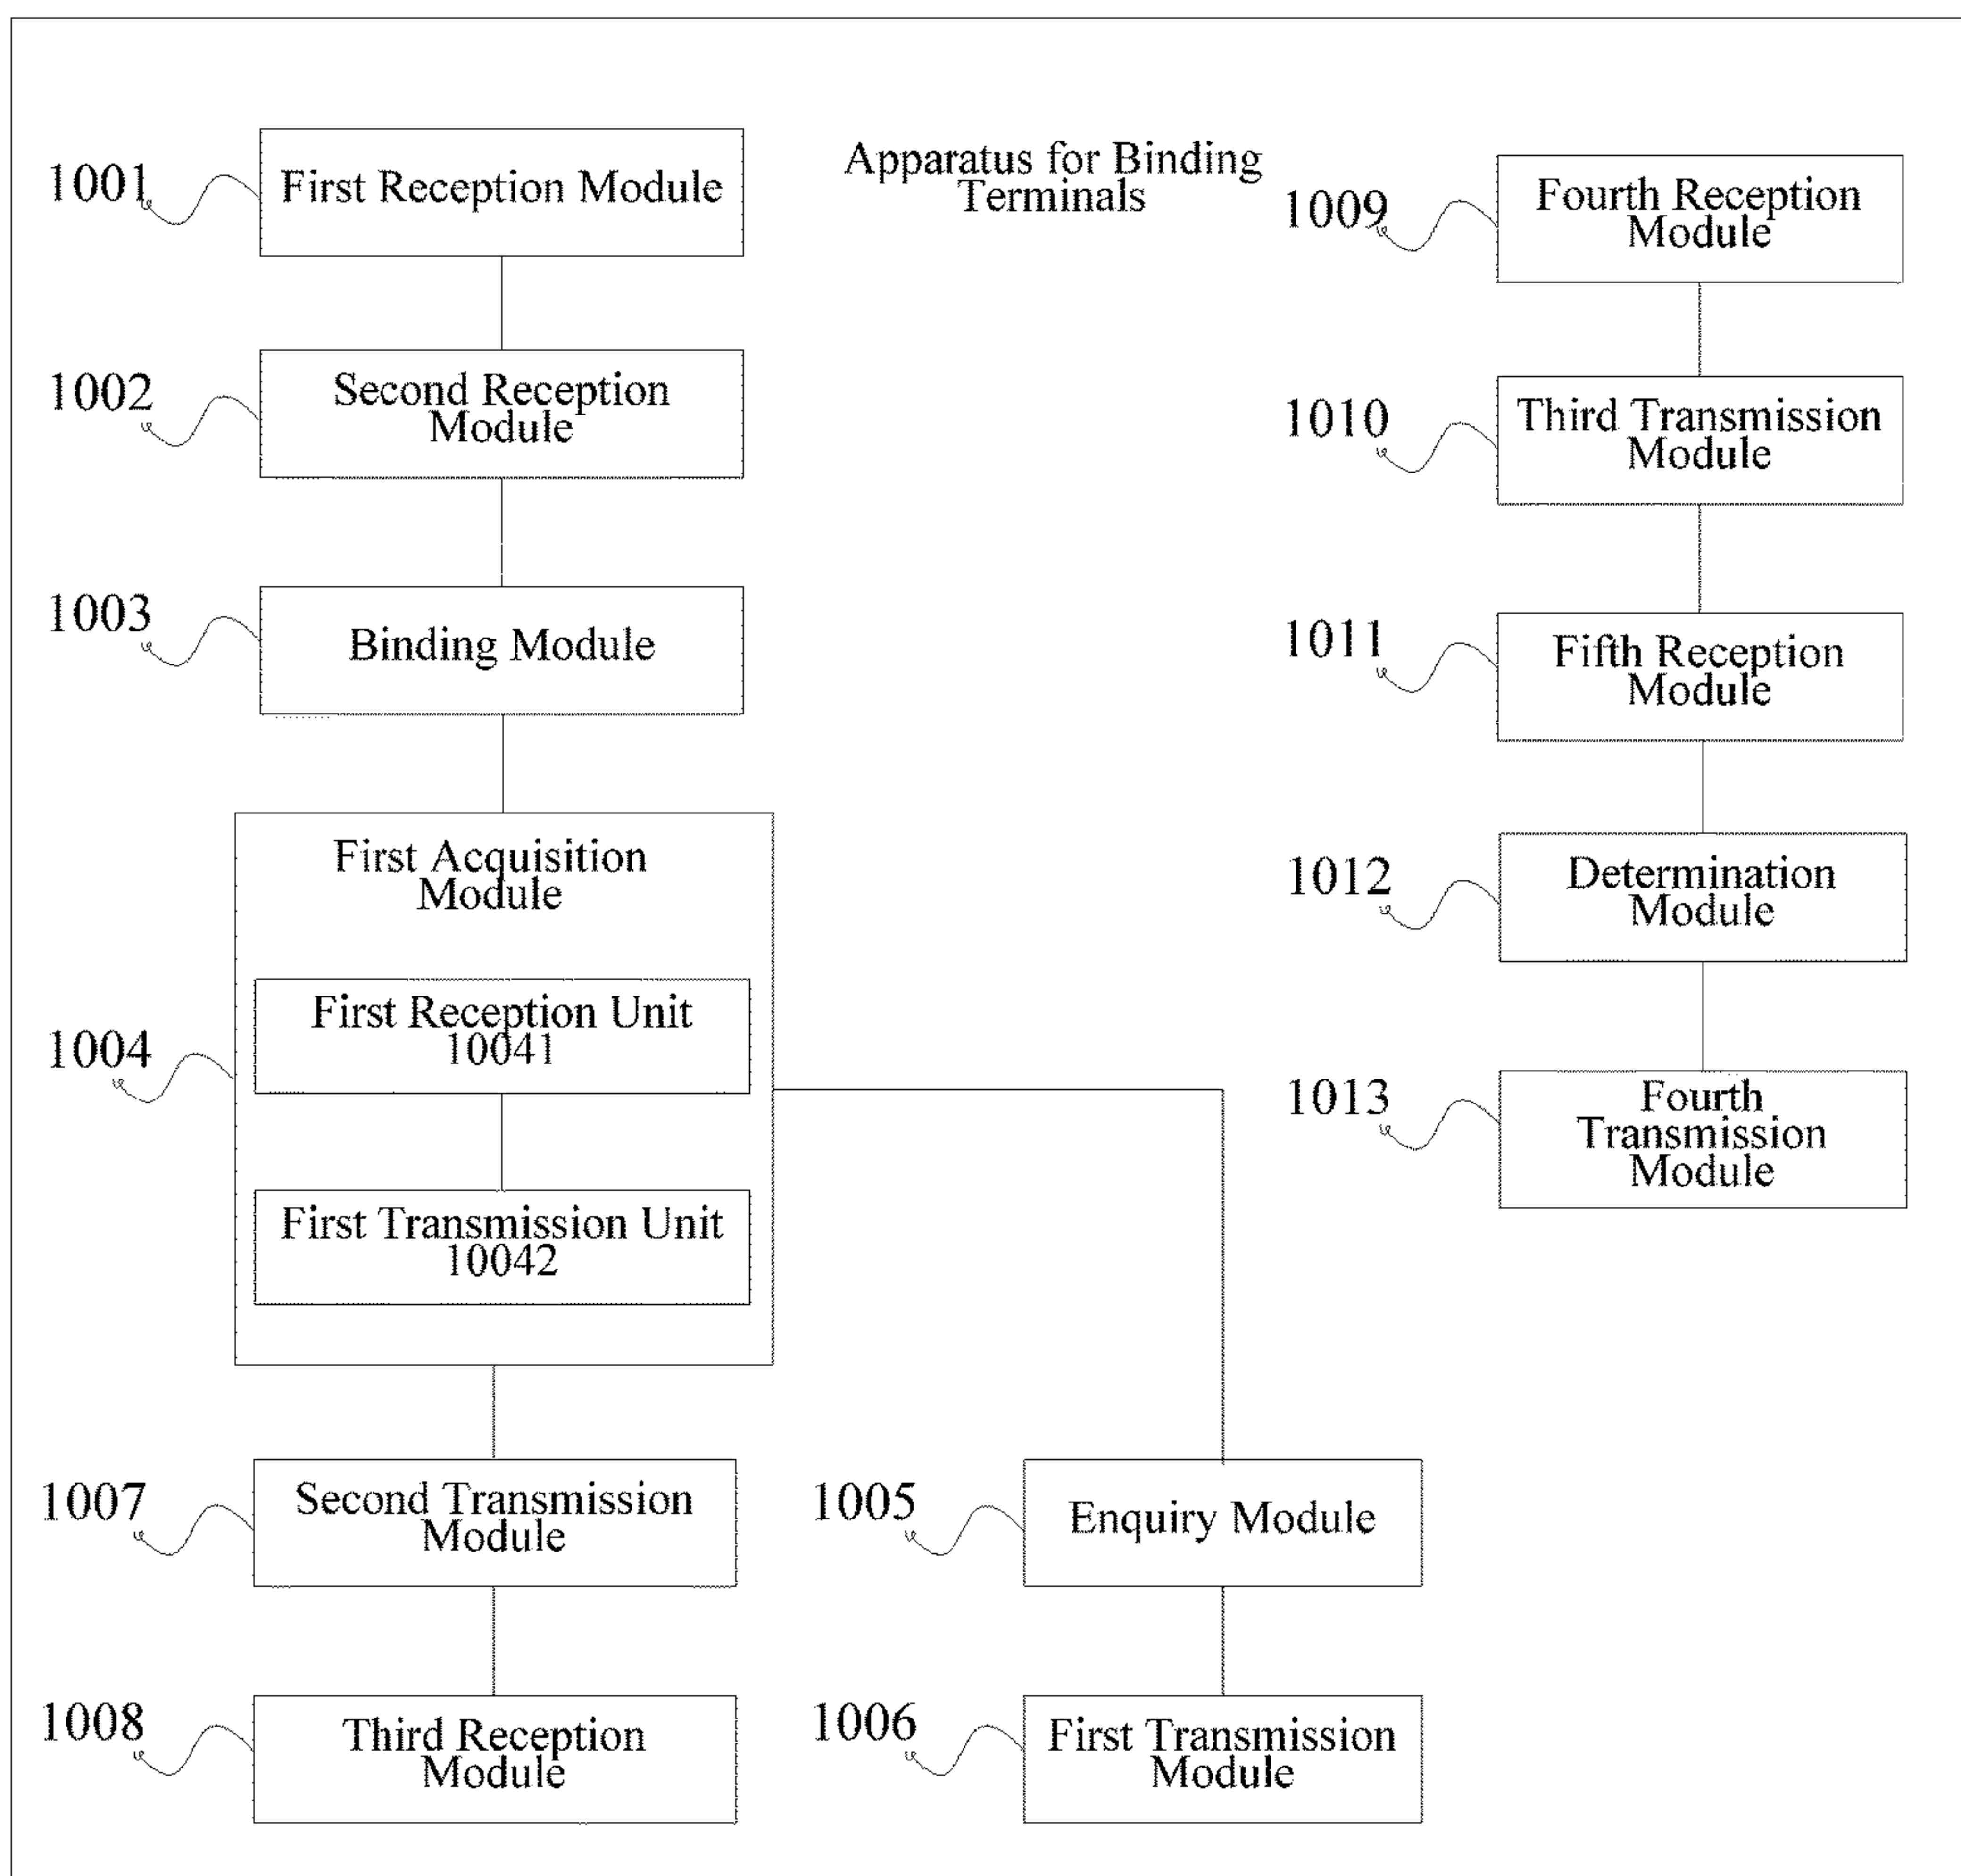 Apparatus for Binding
Terminals
1001
First Reception Module
1002
Second Reception
Module
1003
Binding Module
1004
First Acquisition
Module
First Reception Unit
10041
First Transmission Unit
10042
1007
Second Transmission
Module
1008
Third Reception
Module
1005
Enquiry Module
1006
First Transmission
Module
1009
Fourth Reception
Module
1010
Third Transmission
Module
1011
Fifth Reception
Module
1012
Determination
Module
1013
Fourth
Transmission
Module